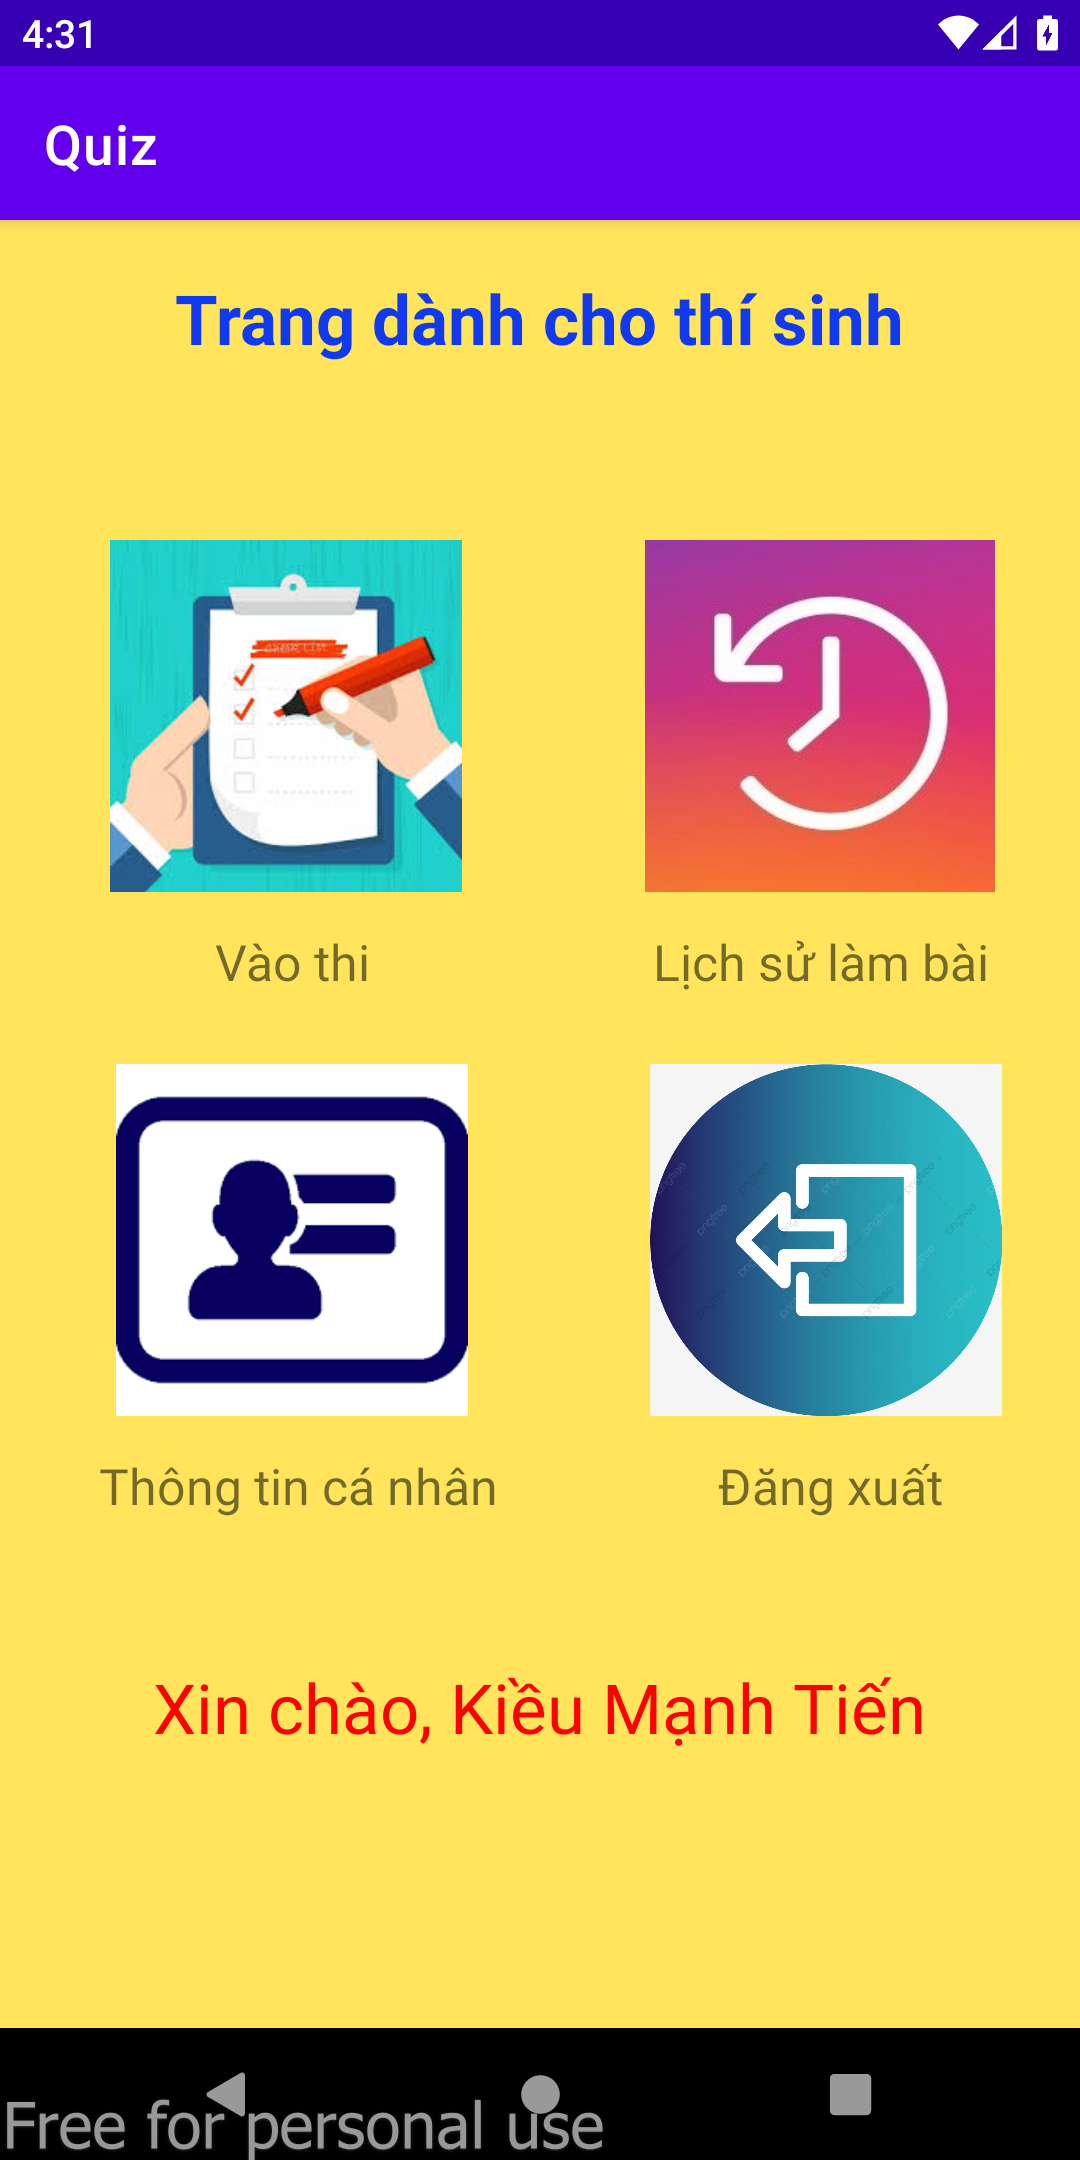 4:31
Quiz
Trang dành cho thí sinh
CHECK LIST
Vào thi
Lịch sử làm bài
pngtree
Thông tin cá nhân
Đăng xuất
Xin chào, Kiều Mạnh Tiến
Free for personal use